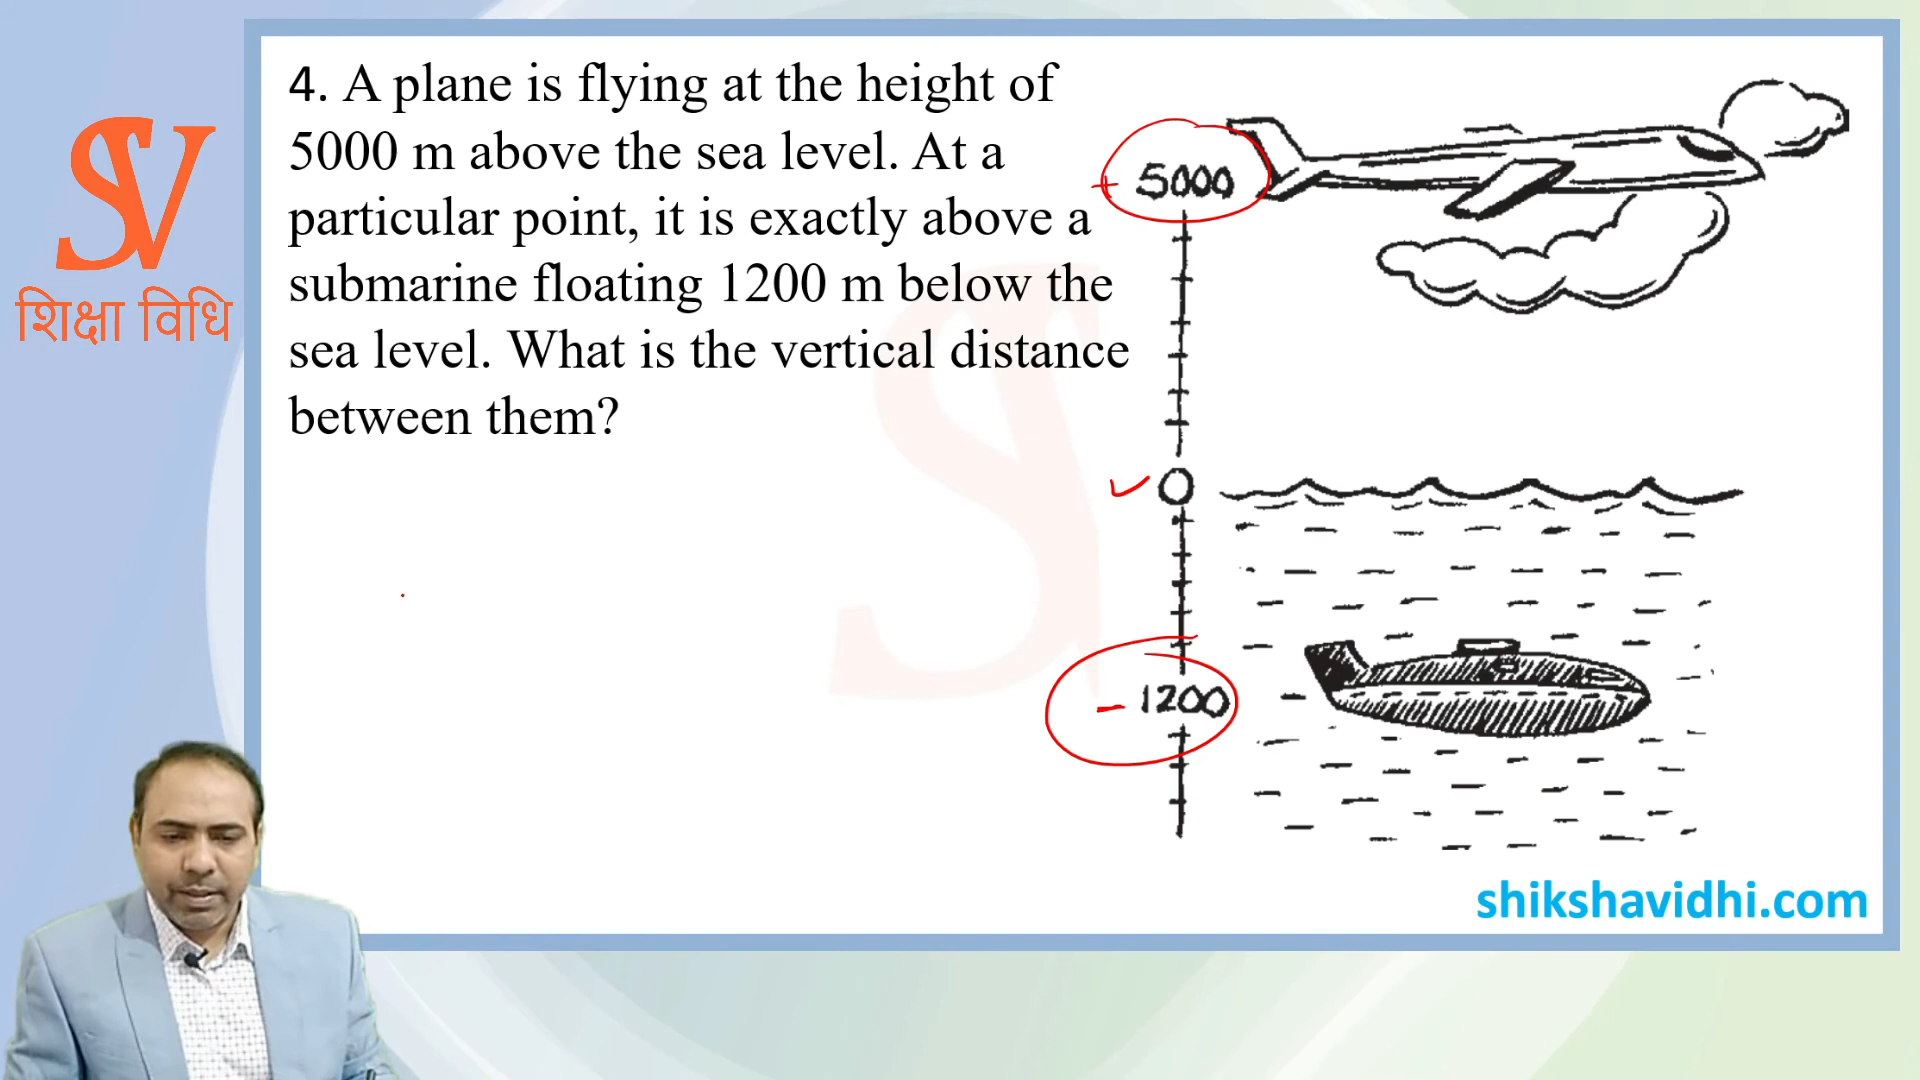 SV
शिक्षा विधि
4. A plane is flying at the height of
5000 m above the sea level. At a
particular point, it is exactly above a
submarine floating 1200 m below the
sea level. What is the vertical distance
between them?
+ 5000
0
- 1200
shikshavidhi.com